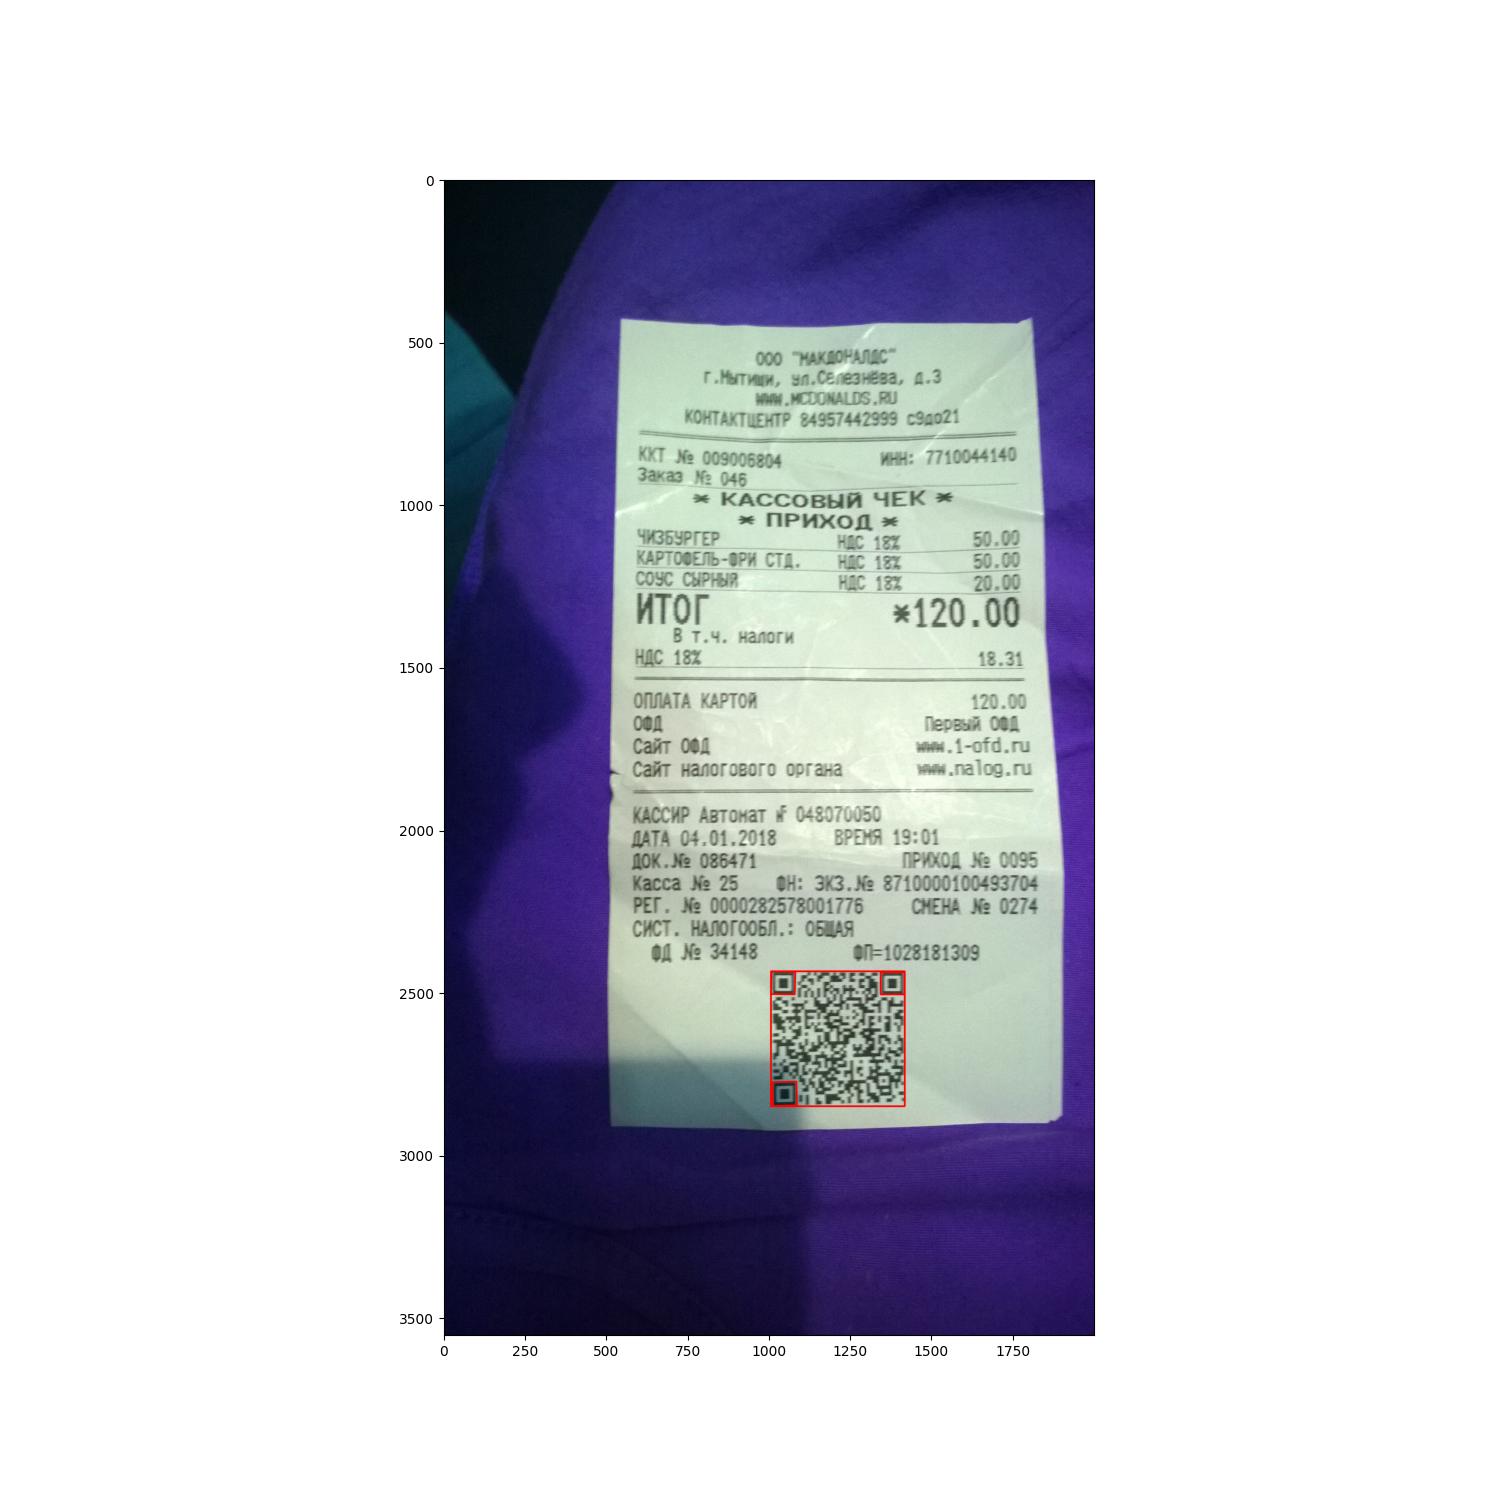 ООО "МАКДОНАЛДС"
г.Мытищи, ул.Селезнёва, д.3
WWW.MCDONALDS.RU
КОНТАКТЦЕНТР 84957442999 с9до21
ККТ № 009006804 ИНН: 7710044140
Заказ № 046
* КАССОВЫЙ ЧЕК *
* ПРИХОД *
ЧИЗБУРГЕР НДС 18% 50.00
КАРТОФЕЛЬ-ФРИ СТД. НДС 18% 50.00
СОУС СЫРНЫЙ НДС 18% 20.00
ИТОГ *120.00
В т.ч. налоги
НДС 18% 18.31
ОПЛАТА КАРТОЙ 120.00
ОФД Первый ОФД
Сайт ОФД www.1-ofd.ru
Сайт налогового органа www.nalog.ru
КАССИР Автомат № 048070050
ДАТА 04.01.2018 ВРЕМЯ 19:01
ДОК.№ 086471 ПРИХОД № 0095
Касса № 25 ФН: ЭКЗ.№ 8710000100493704
РЕГ. № 0000282578001776 СМЕНА № 0274
СИСТ. НАЛОГООБЛ.: ОБЩАЯ
ФД № 34148 ФП=1028181309
0
500
1000
1500
2000
2500
3000
3500
0 250 500 750 1000 1250 1500 1750